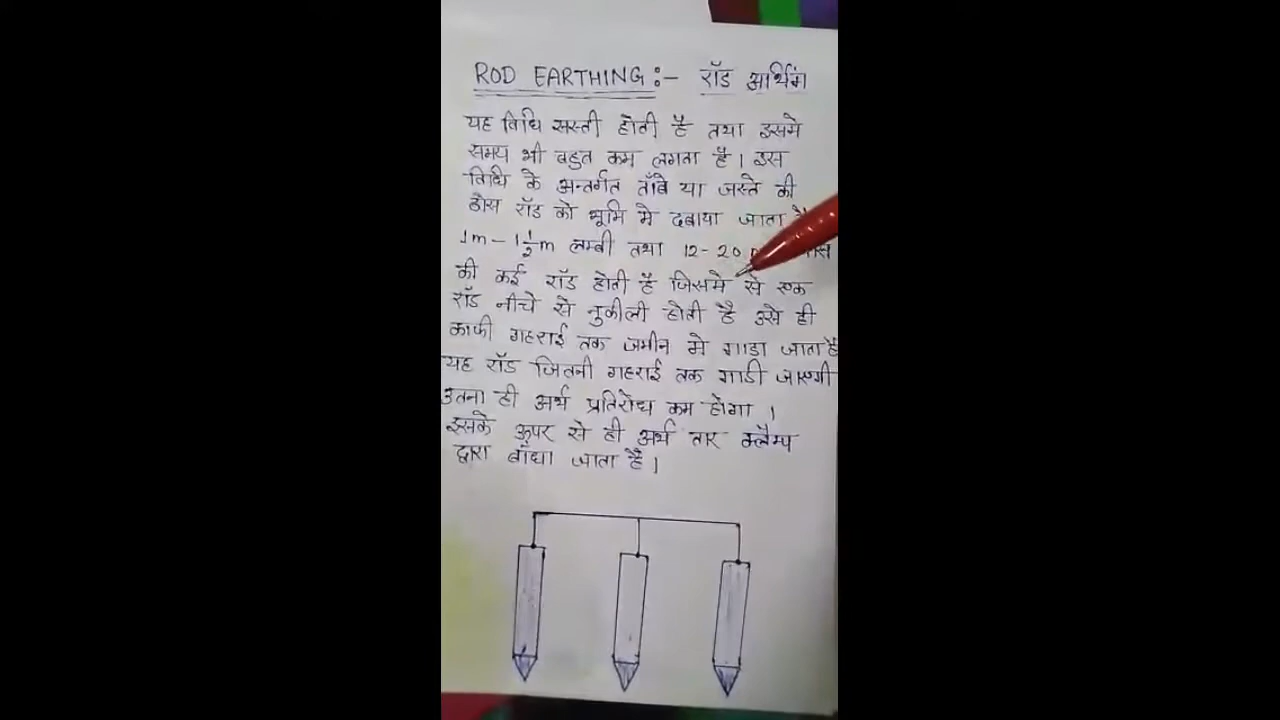 ROD EARTHING:- रॉड अर्थिंग
यह विधि सस्ती होती है तथा इसमे
समय भी बहुत कम लगता है। इस
विधि के अन्तर्गत ताँबे या जस्ते की
ठोस रॉड को भूमि मे दबाया जाता है
1m - 1½m लम्बी तथा 12-20
की कई रॉड होती है जिसमे से एक
रॉड नीचे से नुकीली होती है उसे ही
काफी गहराई तक जमीन मे गाडा जाता है
यह रॉड जितनी गहराई तक गाडी जाएगी
उतना ही अर्थ प्रतिरोध कम होगा ।
इसके ऊपर से ही अर्थ तार क्लैम्प
द्वारा बाँधा जाता है।